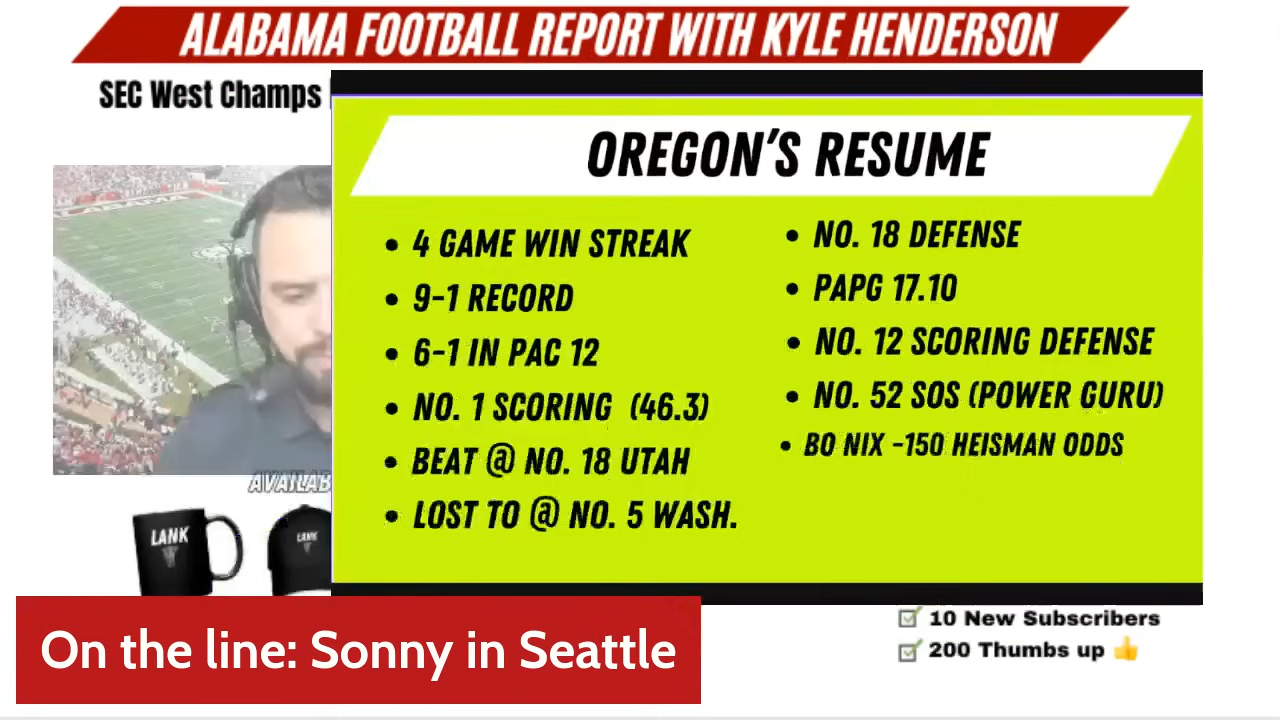 ALABAMA FOOTBALL REPORT WITH KYLE HENDERSON
SEC West Champs
OREGON'S RESUME
• 4 GAME WIN STREAK
• 9-1 RECORD
• 6-1 IN PAC 12
• NO. 1 SCORING (46.3)
• BEAT @ NO. 18 UTAH
• LOST TO @ NO. 5 WASH.
• NO. 18 DEFENSE
• PAPG 17.10
• NO. 12 SCORING DEFENSE
• NO. 52 SOS (POWER GURU)
• BO NIX -150 HEISMAN ODDS
ALABAMA
AVAILAB
LANK
LANK
On the line: Sonny in Seattle
10 New Subscribers
200 Thumbs up 👍